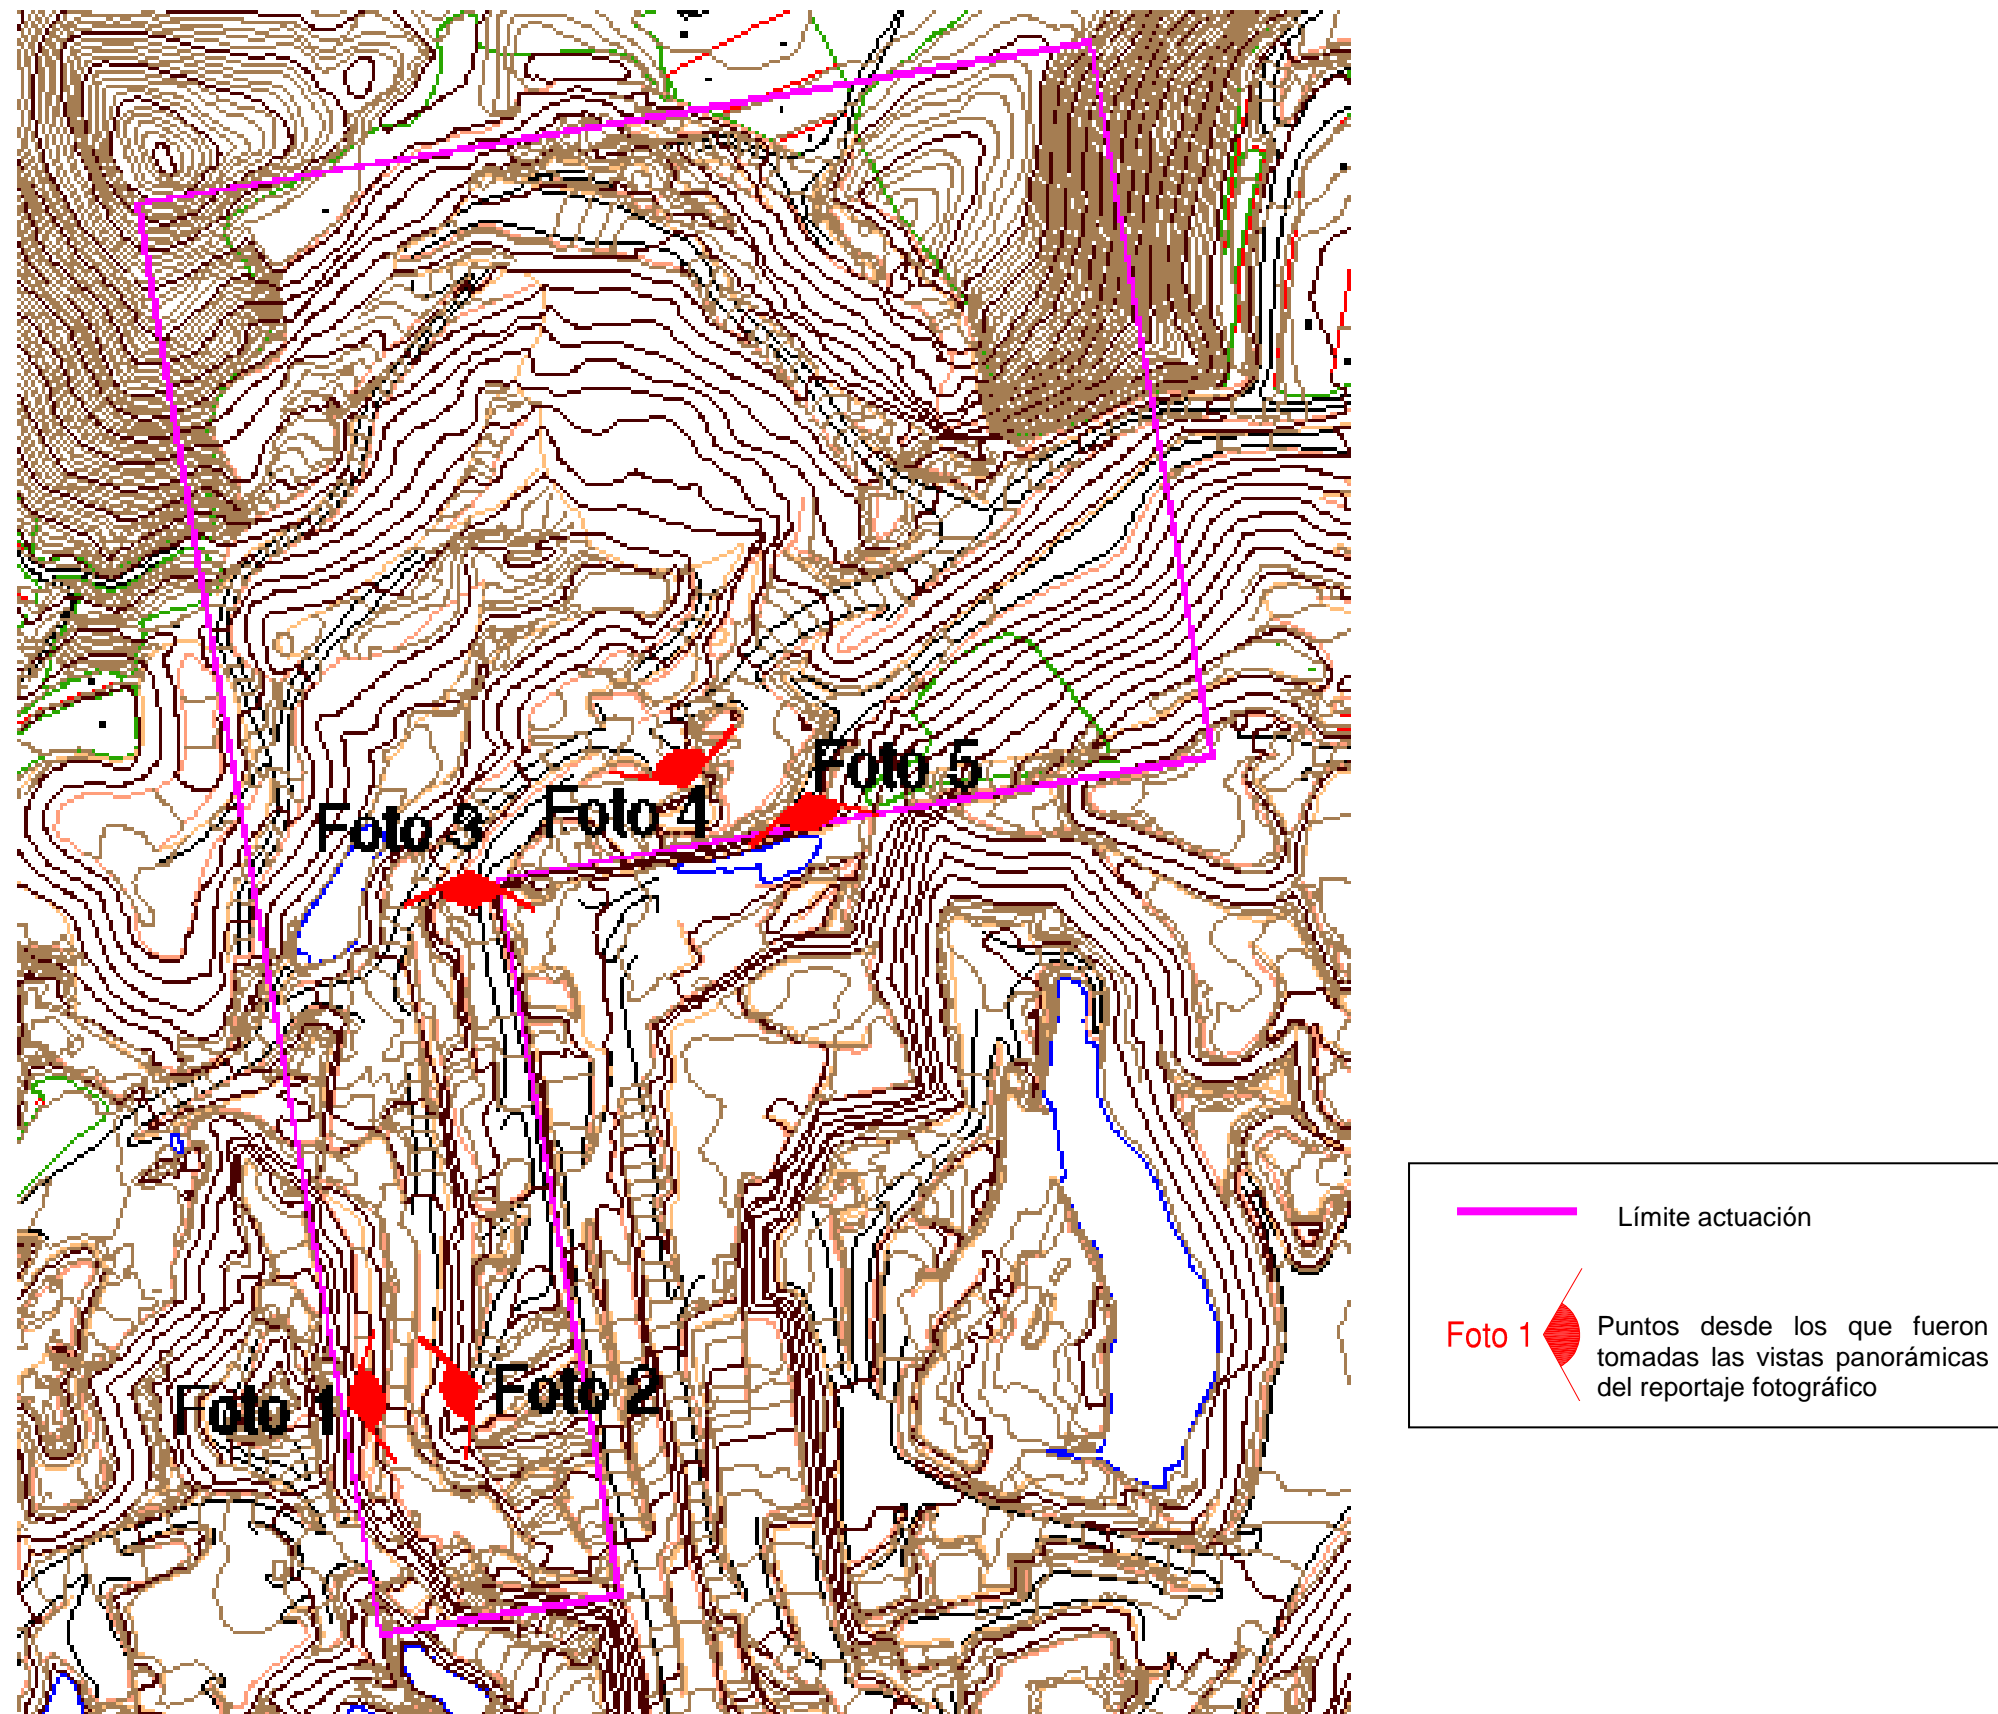 Foto 5
Foto 4
Foto 3
Foto 2
Foto 1
Límite actuación
Foto 1
Puntos desde los que fueron
tomadas las vistas panorámicas
del reportaje fotográfico